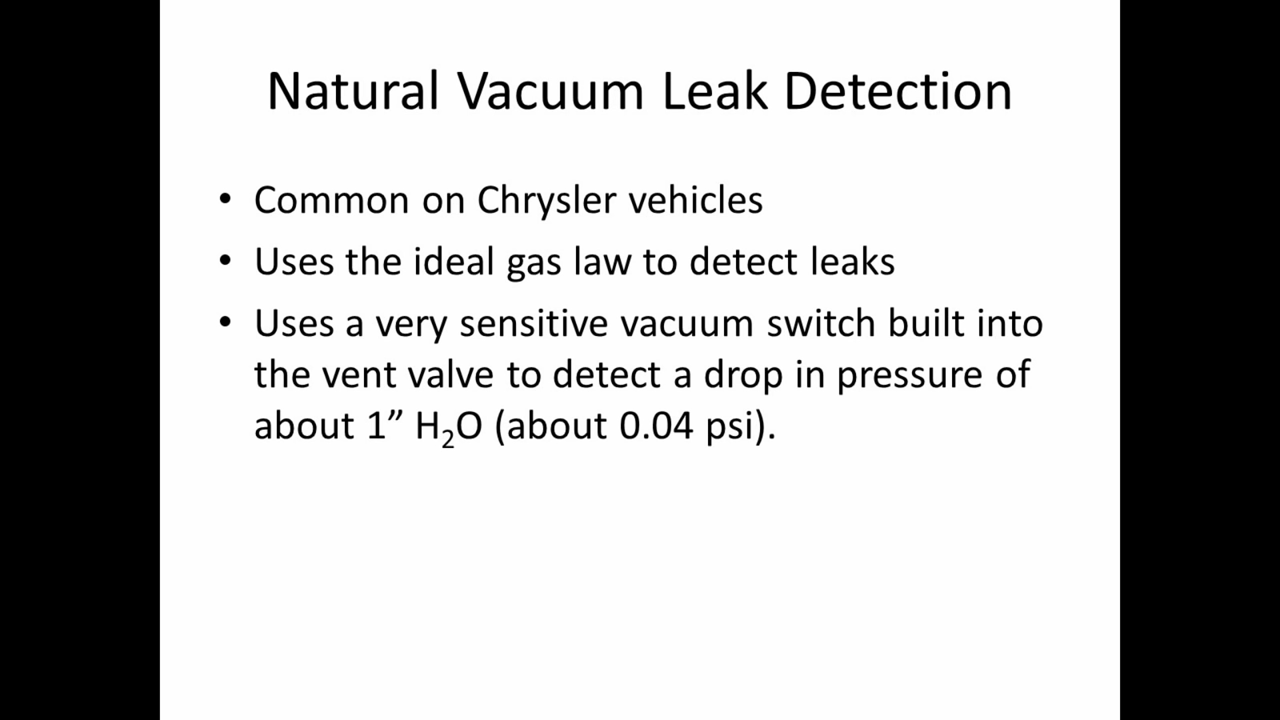 Natural Vacuum Leak Detection
• Common on Chrysler vehicles
• Uses the ideal gas law to detect leaks
• Uses a very sensitive vacuum switch built into
the vent valve to detect a drop in pressure of
about 1” H₂O (about 0.04 psi).